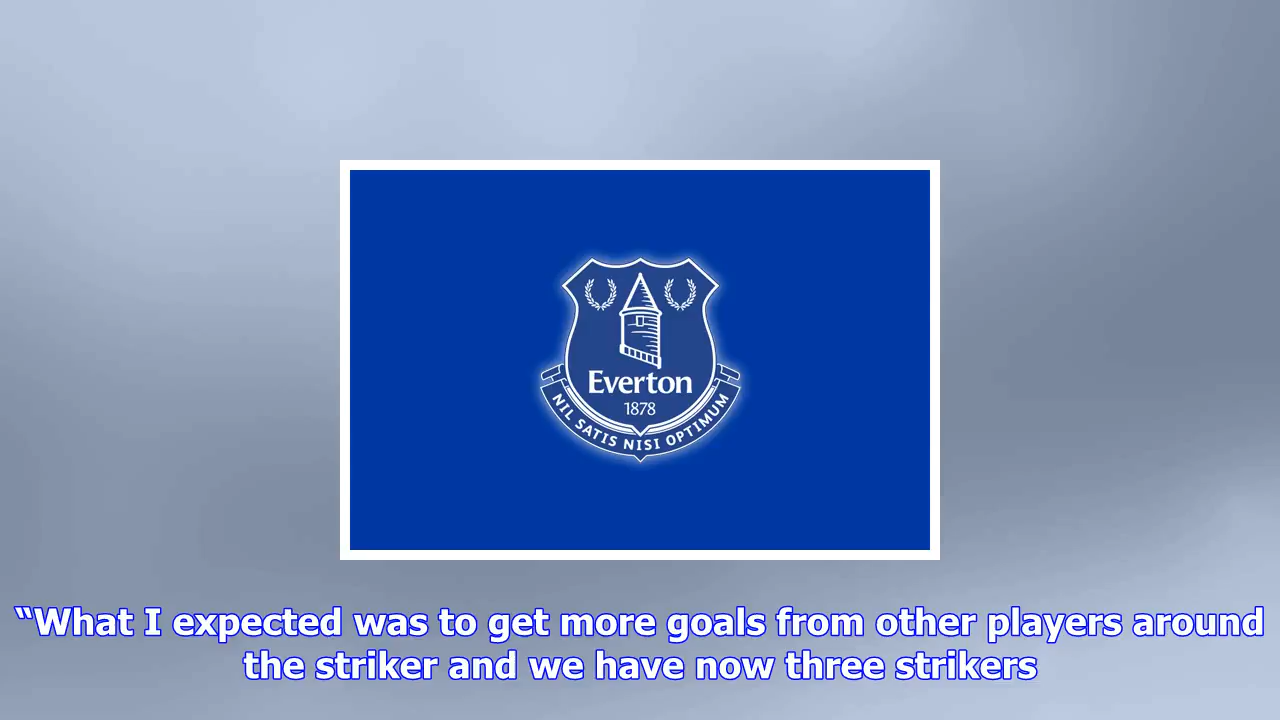 Everton
1878
NIL SATIS NISI OPTIMUM
“What I expected was to get more goals from other players around
the striker and we have now three strikers